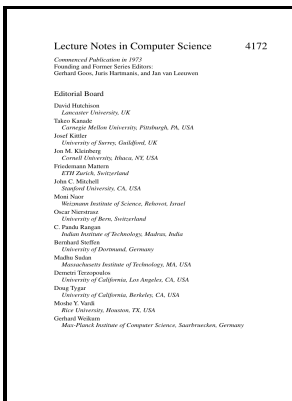 Lecture Notes in Computer Science 4172
Commenced Publication in 1973
Founding and Former Series Editors:
Gerhard Goos, Juris Hartmanis, and Jan van Leeuwen
Editorial Board
David Hutchison
Lancaster University, UK
Takeo Kanade
Carnegie Mellon University, Pittsburgh, PA, USA
Josef Kittler
University of Surrey, Guildford, UK
Jon M. Kleinberg
Cornell University, Ithaca, NY, USA
Friedemann Mattern
ETH Zurich, Switzerland
John C. Mitchell
Stanford University, CA, USA
Moni Naor
Weizmann Institute of Science, Rehovot, Israel
Oscar Nierstrasz
University of Bern, Switzerland
C. Pandu Rangan
Indian Institute of Technology, Madras, India
Bernhard Steffen
University of Dortmund, Germany
Madhu Sudan
Massachusetts Institute of Technology, MA, USA
Demetri Terzopoulos
University of California, Los Angeles, CA, USA
Doug Tygar
University of California, Berkeley, CA, USA
Moshe Y. Vardi
Rice University, Houston, TX, USA
Gerhard Weikum
Max-Planck Institute of Computer Science, Saarbruecken, Germany